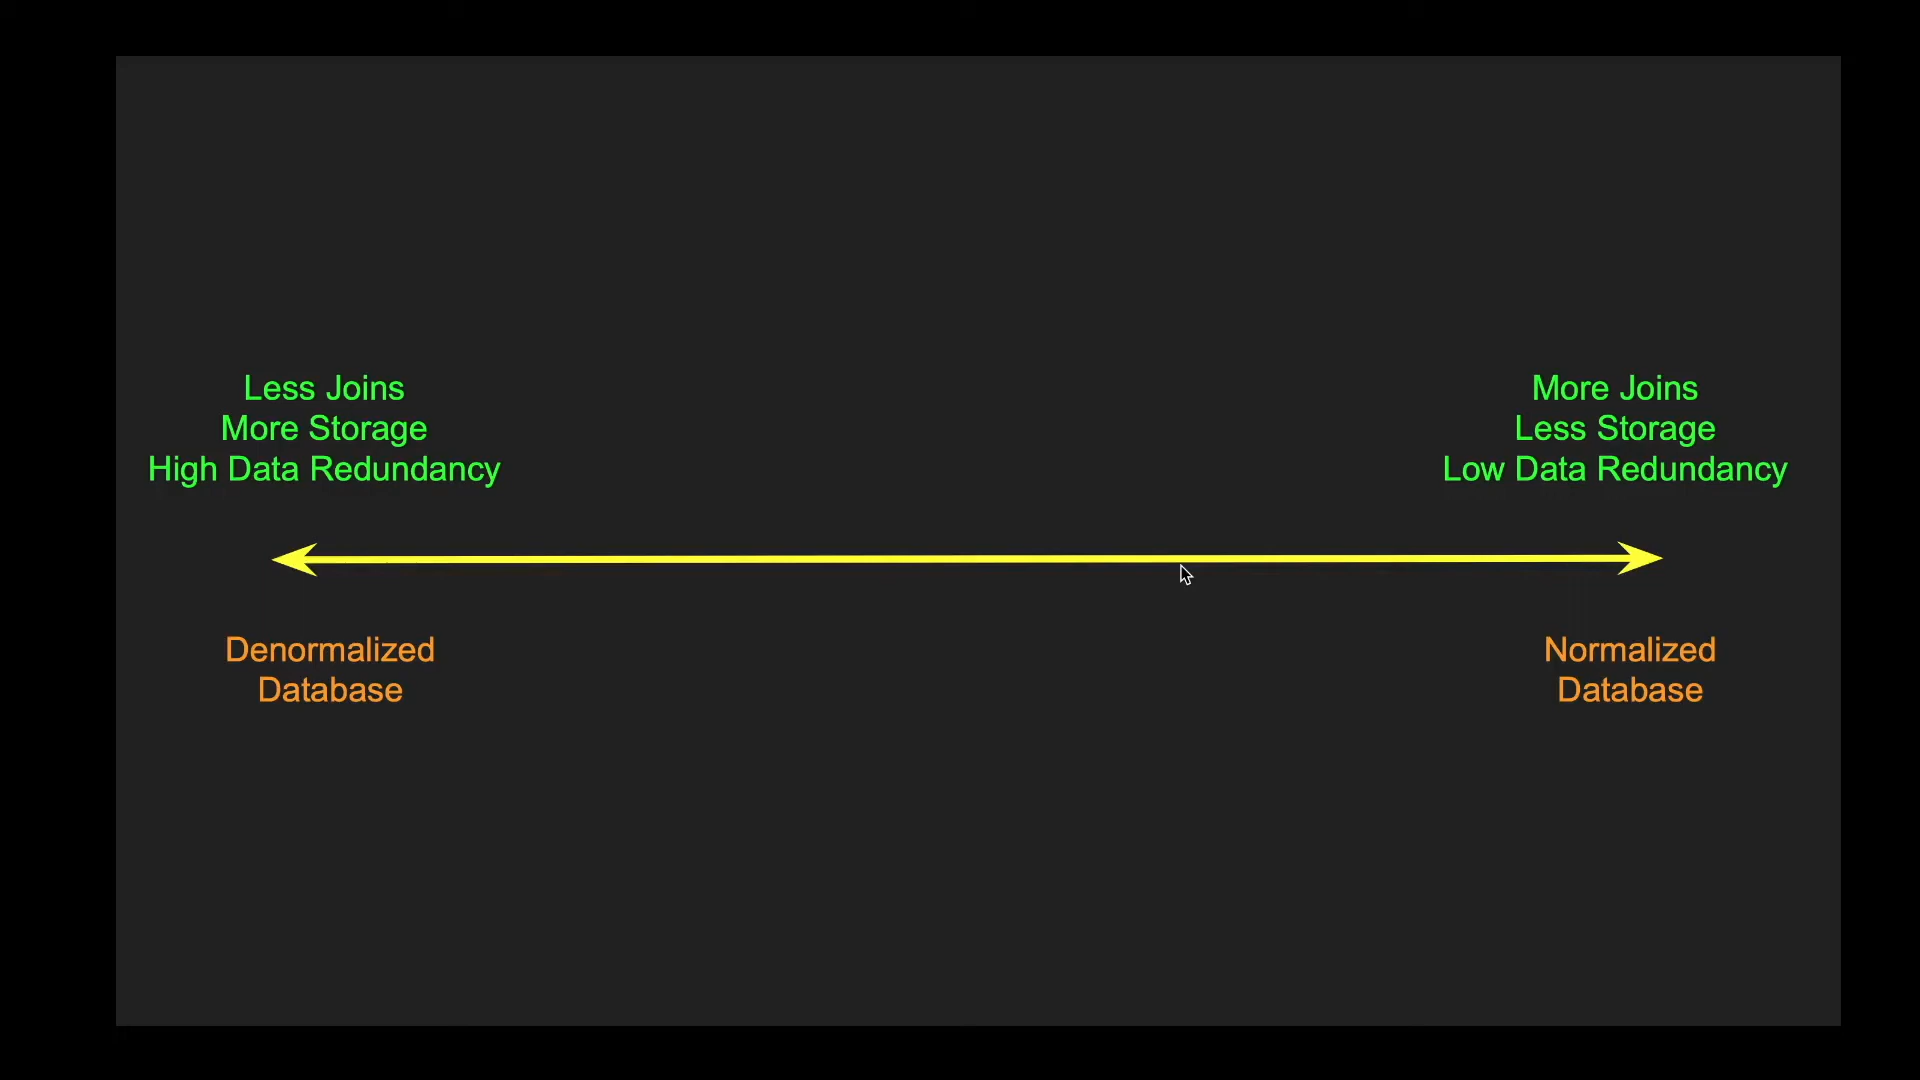 Less Joins
More Storage
High Data Redundancy
More Joins
Less Storage
Low Data Redundancy
Denormalized
Database
Normalized
Database